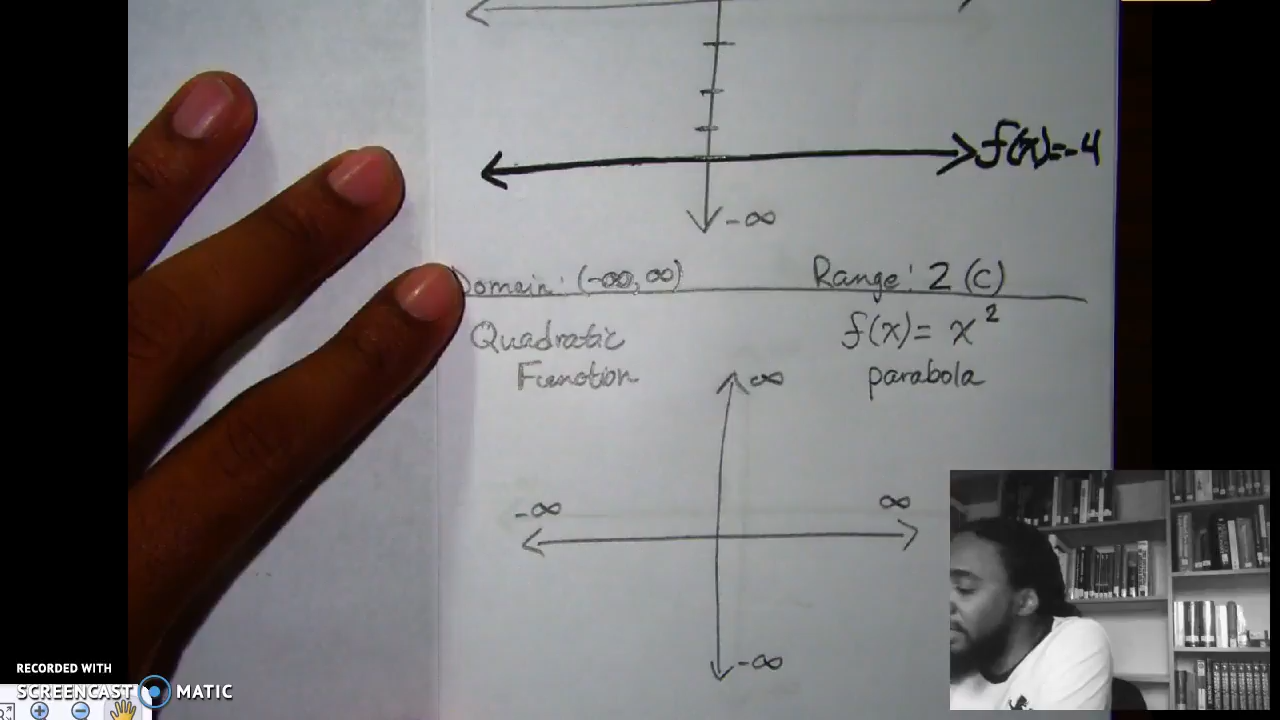 f(x)=-4
-∞
Domain: (-∞, ∞) Range: 2 (c)
Quadratic
Function
f(x)= x²
parabola
∞
-∞ ∞
-∞
RECORDED WITH
SCREENCAST MATIC